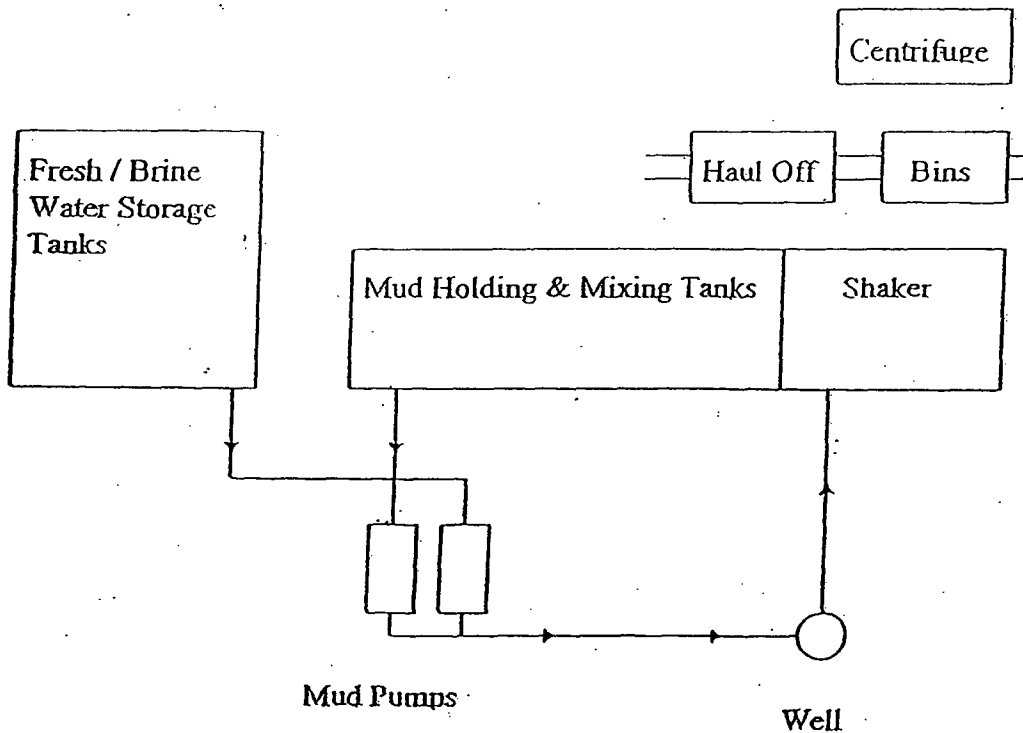 Centrifuge
Fresh / Brine
Water Storage
Tanks
Haul Off
Bins
Mud Holding & Mixing Tanks
Shaker
Mud Pumps
Well